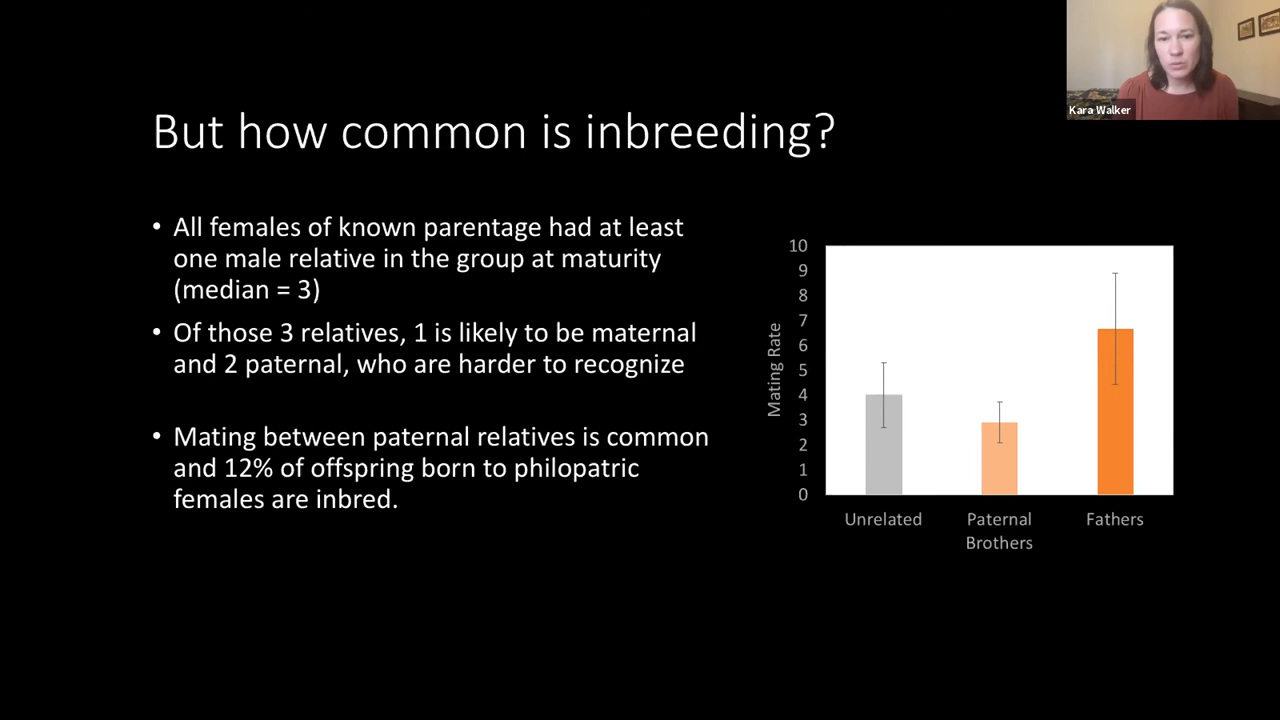 Kara Walker
But how common is inbreeding?
• All females of known parentage had at least
one male relative in the group at maturity
(median = 3)
• Of those 3 relatives, 1 is likely to be maternal
and 2 paternal, who are harder to recognize
• Mating between paternal relatives is common
and 12% of offspring born to philopatric
females are inbred.
Mating Rate
10
9
8
7
6
5
4
3
2
1
0
Unrelated
Paternal
Brothers
Fathers